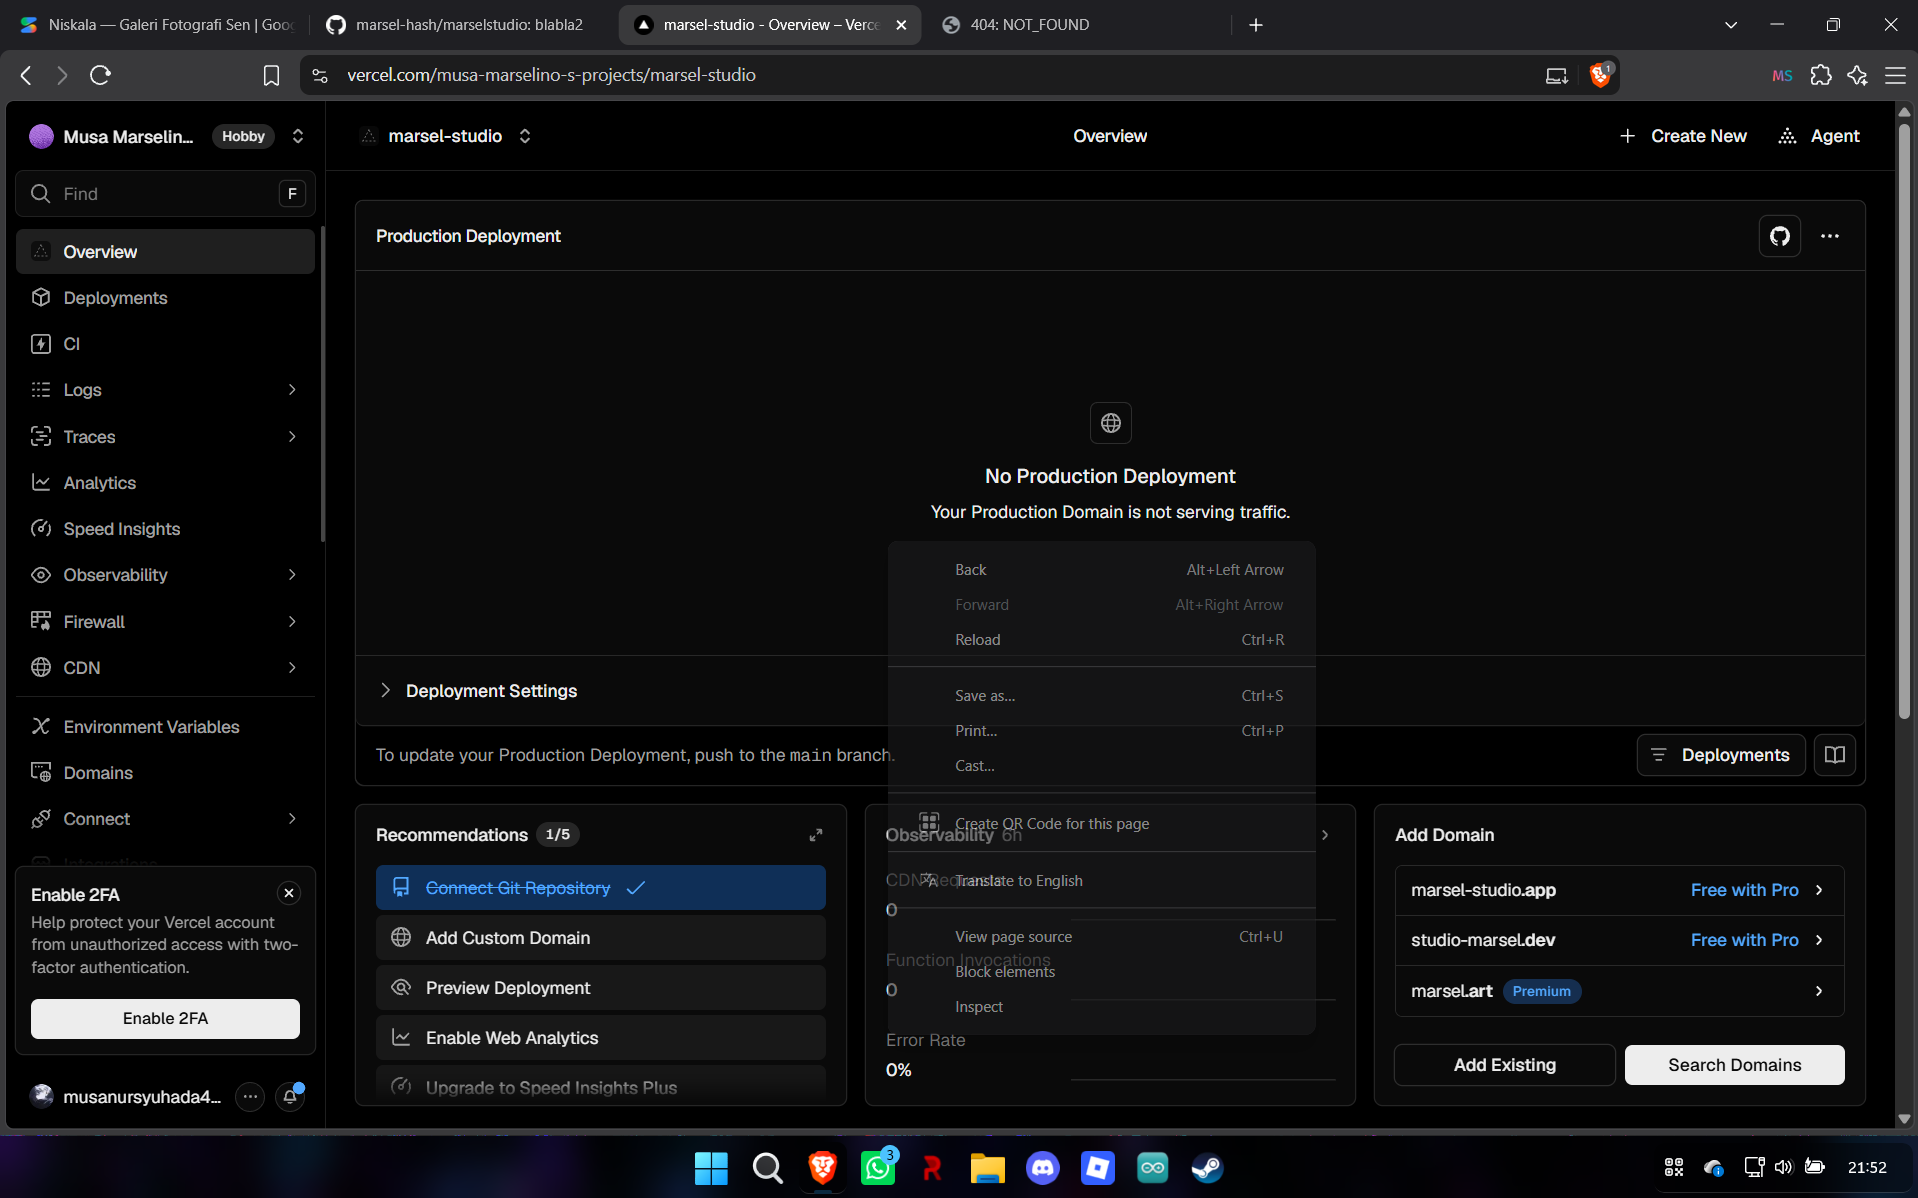 Niskala — Galeri Fotografi Sen | Goo
marsel-hash/marselstudio: blabla2
marsel-studio - Overview – Verce
404: NOT_FOUND
vercel.com/musa-marselino-s-projects/marsel-studio
1
MS
Musa Marselin...
Hobby
marsel-studio
Overview
Create New
Agent
Find
F
Overview
Deployments
CI
Logs
Traces
Analytics
Speed Insights
Observability
Firewall
CDN
Environment Variables
Domains
Connect
Integrations
Enable 2FA
Help protect your Vercel account
from unauthorized access with two-
factor authentication.
Enable 2FA
musanursyuhada4...
Production Deployment
No Production Deployment
Your Production Domain is not serving traffic.
Deployment Settings
To update your Production Deployment, push to the main branch.
Deployments
Back Alt+Left Arrow
Forward Alt+Right Arrow
Reload Ctrl+R
Save as... Ctrl+S
Print... Ctrl+P
Cast...
Create QR Code for this page
Translate to English
View page source Ctrl+U
Block elements
Inspect
Recommendations 1/5
Connect Git Repository
Add Custom Domain
Preview Deployment
Enable Web Analytics
Upgrade to Speed Insights Plus
Observability 6h
CDN Requests
0
Function Invocations
0
Error Rate
0%
Add Domain
marsel-studio.app Free with Pro
studio-marsel.dev Free with Pro
marsel.art Premium
Add Existing
Search Domains
3
21:52